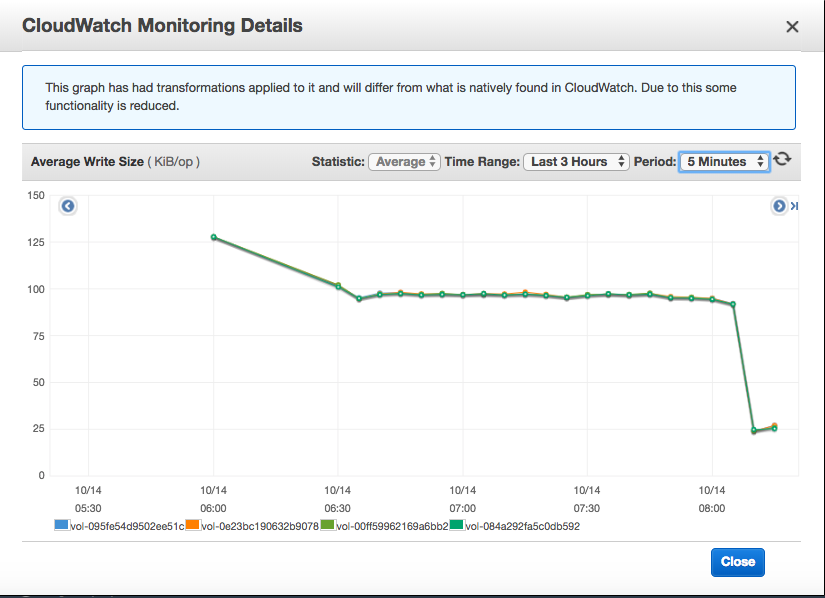 CloudWatch Monitoring Details
This graph has had transformations applied to it and will differ from what is natively found in CloudWatch. Due to this some
functionality is reduced.
Average Write Size ( KiB/op ) Statistic: Average Time Range: Last 3 Hours Period: 5 Minutes
150
125
100
75
50
25
0
10/14 10/14 10/14 10/14 10/14 10/14
05:30 06:00 06:30 07:00 07:30 08:00
vol-095fe54d9502ee51c vol-0e23bc190632b9078 vol-00ff59962169a6bb2 vol-084a292fa5c0db592
Close